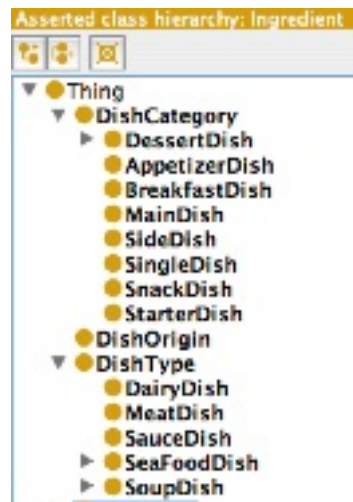 Asserted class hierarchy: Ingredient
Thing
DishCategory
DessertDish
AppetizerDish
BreakfastDish
MainDish
SideDish
SingleDish
SnackDish
StarterDish
DishOrigin
DishType
DairyDish
MeatDish
SauceDish
SeaFoodDish
SoupDish